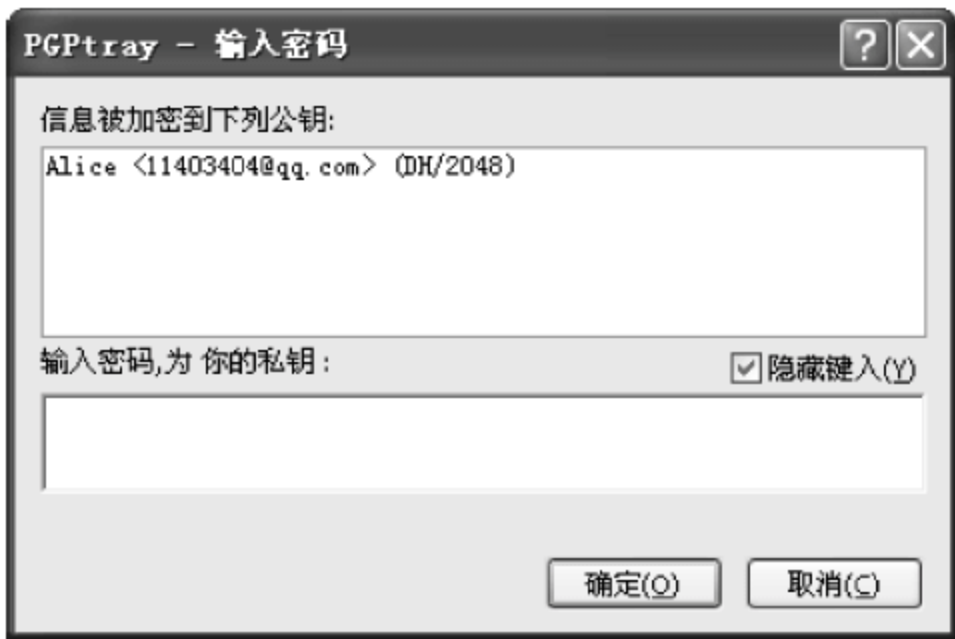 PGPtray - 输入密码
信息被加密到下列公钥:
Alice <11403404@qq.com> (DH/2048)
输入密码,为 你的私钥:
隐藏键入(Y)
确定(O)
取消(C)